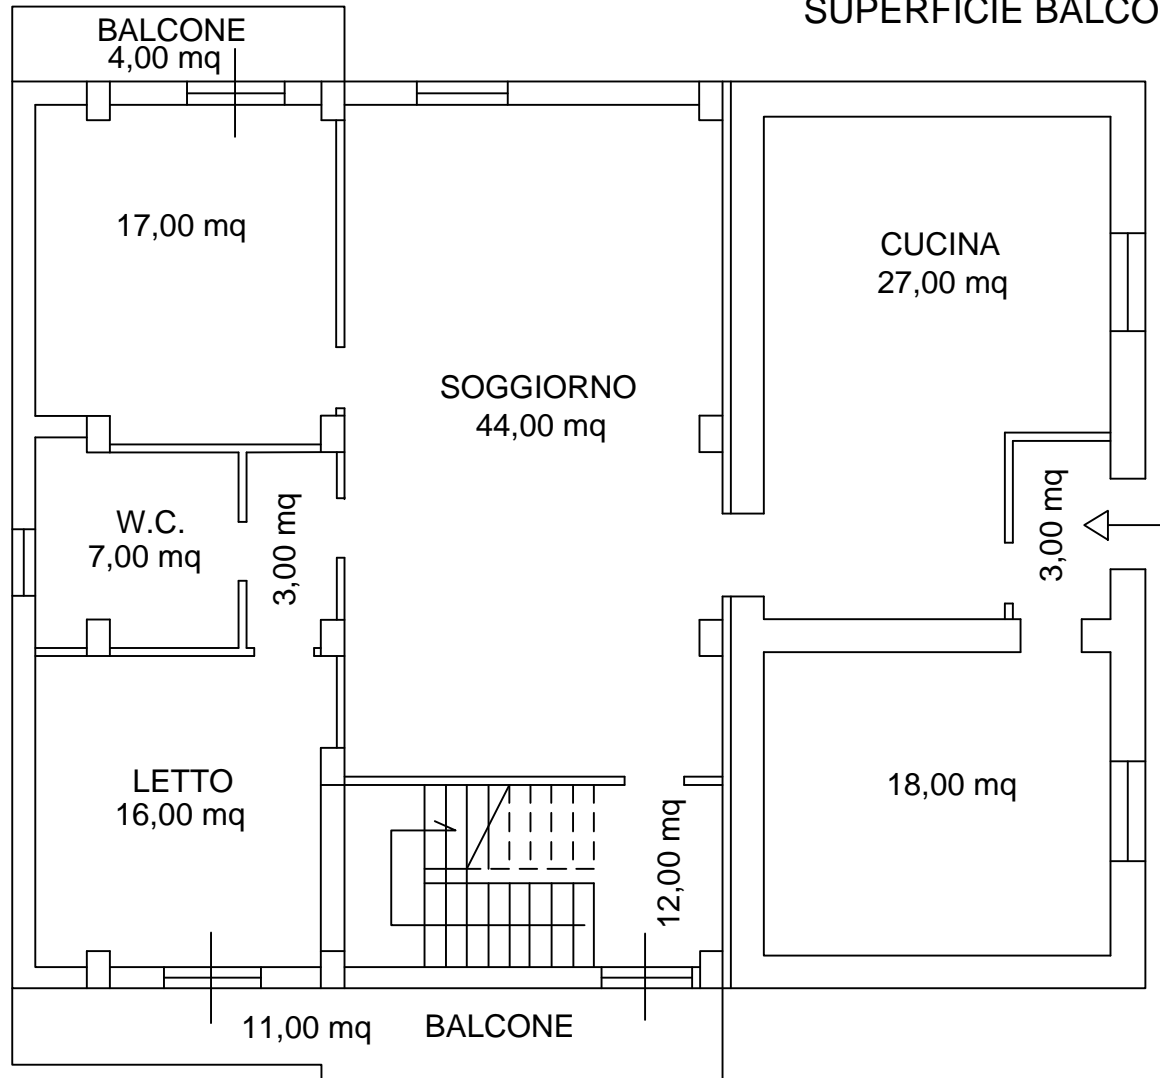 SUPERFICIE BALCO
BALCONE
4,00 mq
17,00 mq
CUCINA
27,00 mq
SOGGIORNO
44,00 mq
W.C.
7,00 mq
3,00 mq
3,00 mq
LETTO
16,00 mq
12,00 mq
18,00 mq
11,00 mq BALCONE